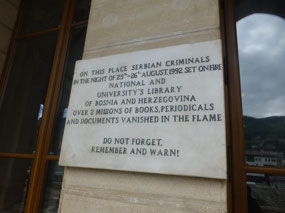 ON THIS PLACE SERBIAN CRIMINALS
IN THE NIGHT OF 25TH-26TH AUGUST, 1992. SET ON FIRE
NATIONAL AND
UNIVERSITY'S LIBRARY
OF BOSNIA AND HERZEGOVINA
OVER 2 MILLIONS OF BOOKS, PERIODICALS
AND DOCUMENTS VANISHED IN THE FLAME
DO NOT FORGET,
REMEMBER AND WARN!